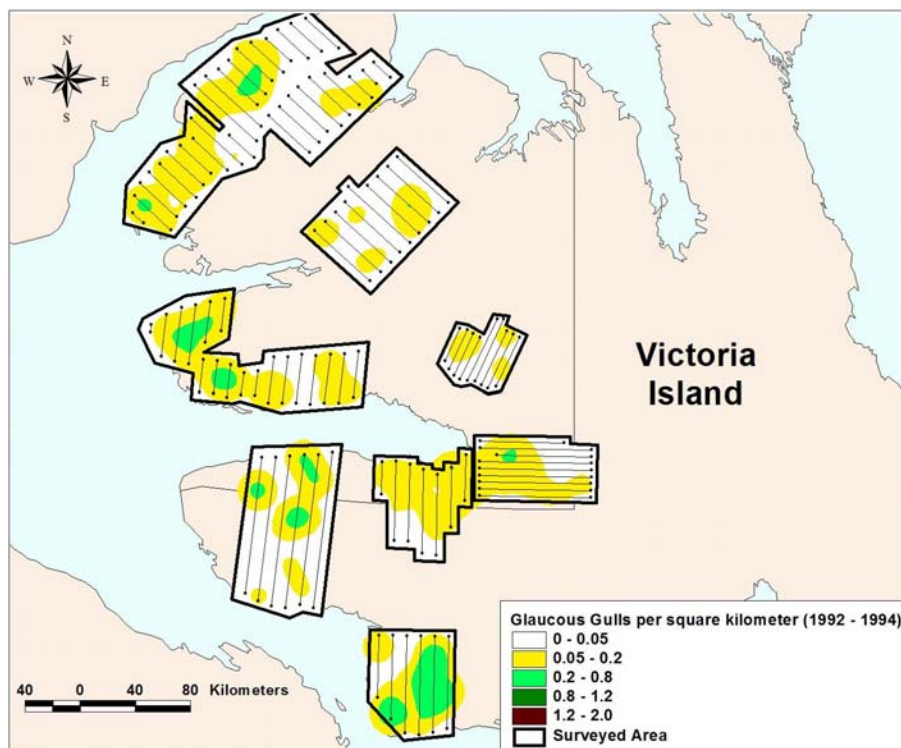 N
W E
S
Victoria
Island
Glaucous Gulls per square kilometer (1992 - 1994)
0 - 0.05
0.05 - 0.2
0.2 - 0.8
0.8 - 1.2
1.2 - 2.0
Surveyed Area
40 0 40 80 Kilometers